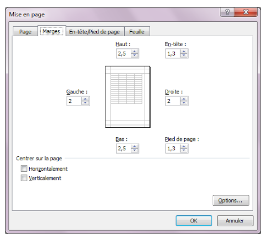 Mise en page
Page Marges En-tête/Pied de page Feuille
Haut : En-tête :
2,5 1,3
Gauche : Droite :
2 2
Bas : Pied de page :
2,5 1,3
Centrer sur la page
Horizontalement
Verticalement
Options...
OK Annuler